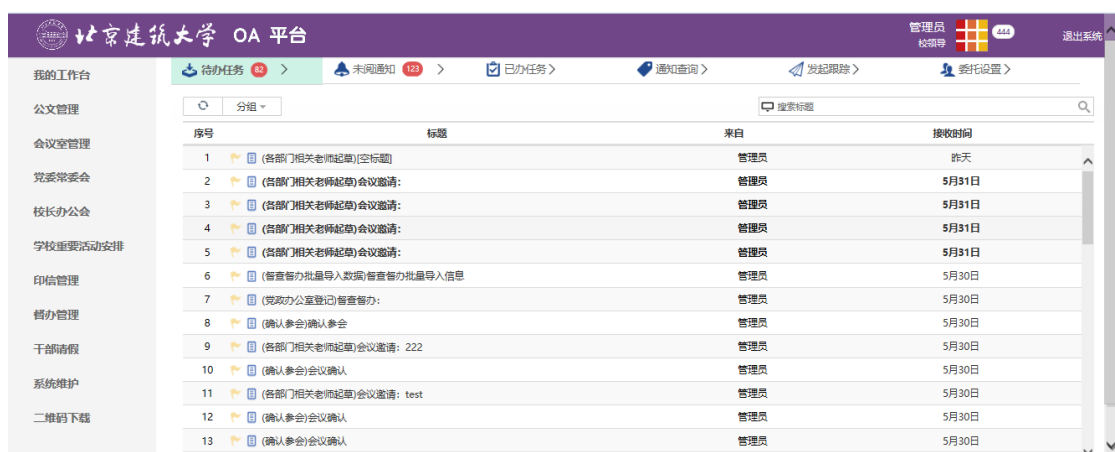 北京建筑大学 OA 平台
管理员
校领导
444
退出系统
我的工作台
公文管理
会议室管理
党委常委会
校长办公会
学校重要活动安排
印信管理
督办管理
干部请假
系统维护
二维码下载
待办任务 82
未阅通知 123
已办任务
通知查询
发起跟踪
委托设置
分组
搜索标题
序号 标题 来自 接收时间
1 (各部门相关老师起草)[空标题] 管理员 昨天
2 (各部门相关老师起草)会议邀请: 管理员 5月31日
3 (各部门相关老师起草)会议邀请: 管理员 5月31日
4 (各部门相关老师起草)会议邀请: 管理员 5月31日
5 (各部门相关老师起草)会议邀请: 管理员 5月31日
6 (督查督办批量导入数据)督查督办批量导入信息 管理员 5月30日
7 (党政办公室登记)督查督办: 管理员 5月30日
8 (确认参会)确认参会 管理员 5月30日
9 (各部门相关老师起草)会议邀请: 222 管理员 5月30日
10 (确认参会)会议确认 管理员 5月30日
11 (各部门相关老师起草)会议邀请: test 管理员 5月30日
12 (确认参会)会议确认 管理员 5月30日
13 (确认参会)会议确认 管理员 5月30日